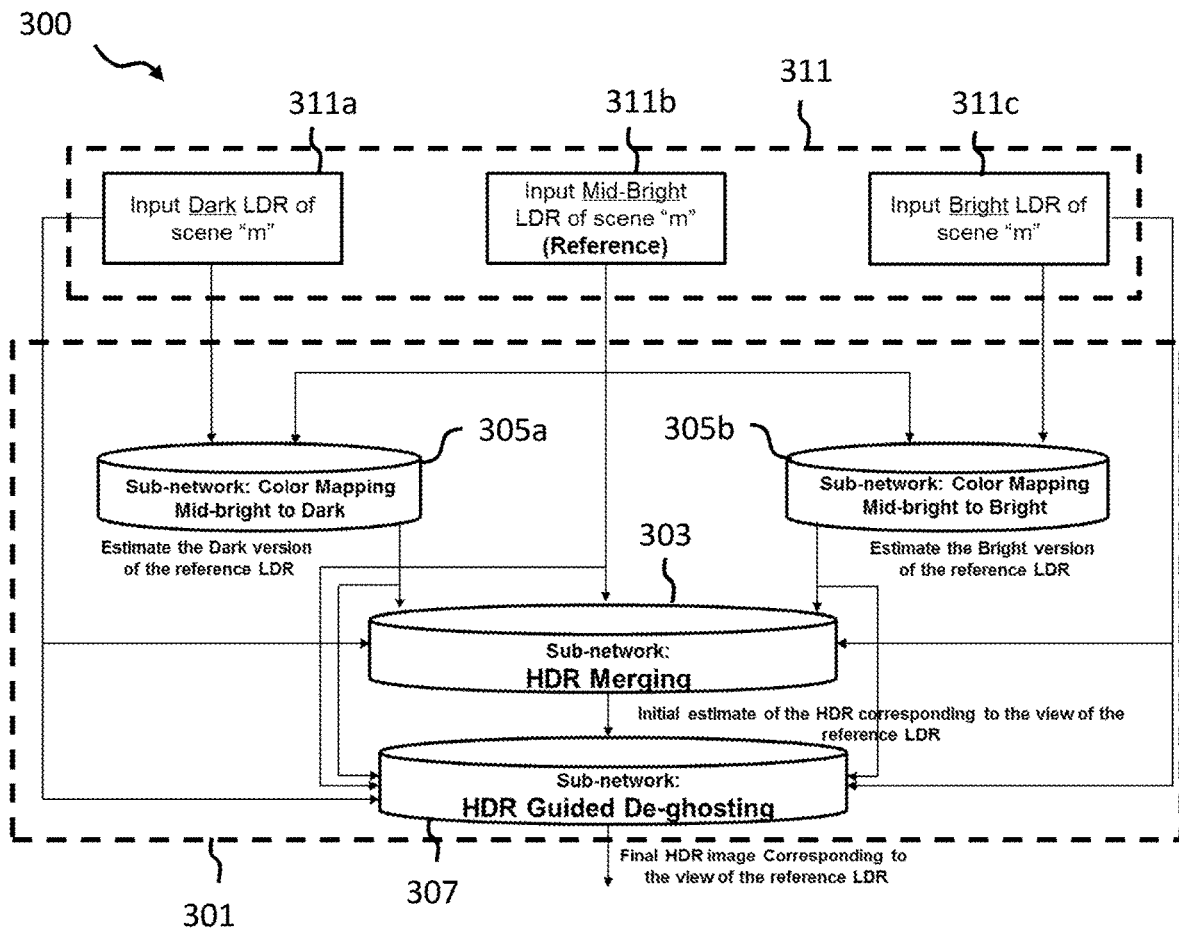 300
311a
311b
311
311c
Input Dark LDR of
scene "m"
Input Mid-Bright
LDR of scene "m"
(Reference)
Input Bright LDR of
scene "m"
305a
305b
Sub-network: Color Mapping
Mid-bright to Dark
Sub-network: Color Mapping
Mid-bright to Bright
Estimate the Dark version
of the reference LDR
303
Estimate the Bright version
of the reference LDR
Sub-network:
HDR Merging
Initial estimate of the HDR corresponding to the view of the
reference LDR
Sub-network:
HDR Guided De-ghosting
Final HDR image Corresponding to
the view of the reference LDR
301
307